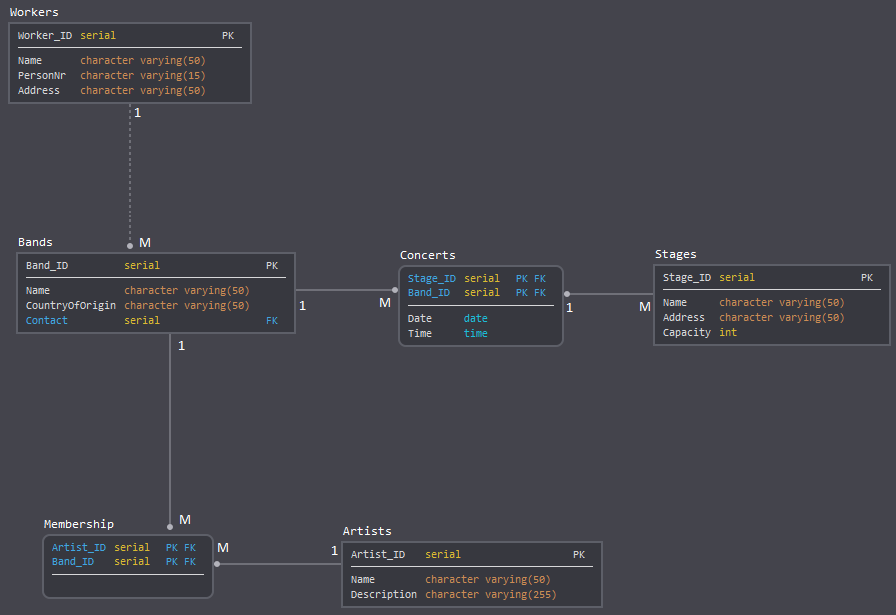 Workers
Worker_ID serial PK
Name character varying(50)
PersonNr character varying(15)
Address character varying(50)
1
M
Bands
Band_ID serial PK
Name character varying(50)
CountryOfOrigin character varying(50)
Contact serial FK
1
M
Concerts
Stage_ID serial PK FK
Band_ID serial PK FK
Date date
Time time
1
M
Stages
Stage_ID serial PK
Name character varying(50)
Address character varying(50)
Capacity int
1
M
Membership
Artist_ID serial PK FK
Band_ID serial PK FK
M
1
Artists
Artist_ID serial PK
Name character varying(50)
Description character varying(255)